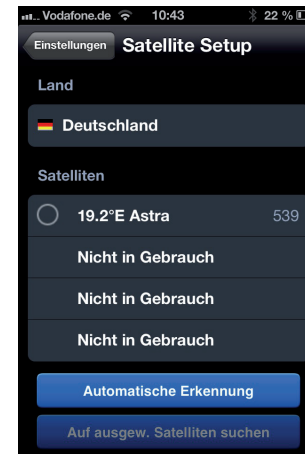 Vodafone.de 10:43 22 %
Einstellungen Satellite Setup
Land
Deutschland
Satelliten
19.2°E Astra 539
Nicht in Gebrauch
Nicht in Gebrauch
Nicht in Gebrauch
Automatische Erkennung
Auf ausgew. Satelliten suchen